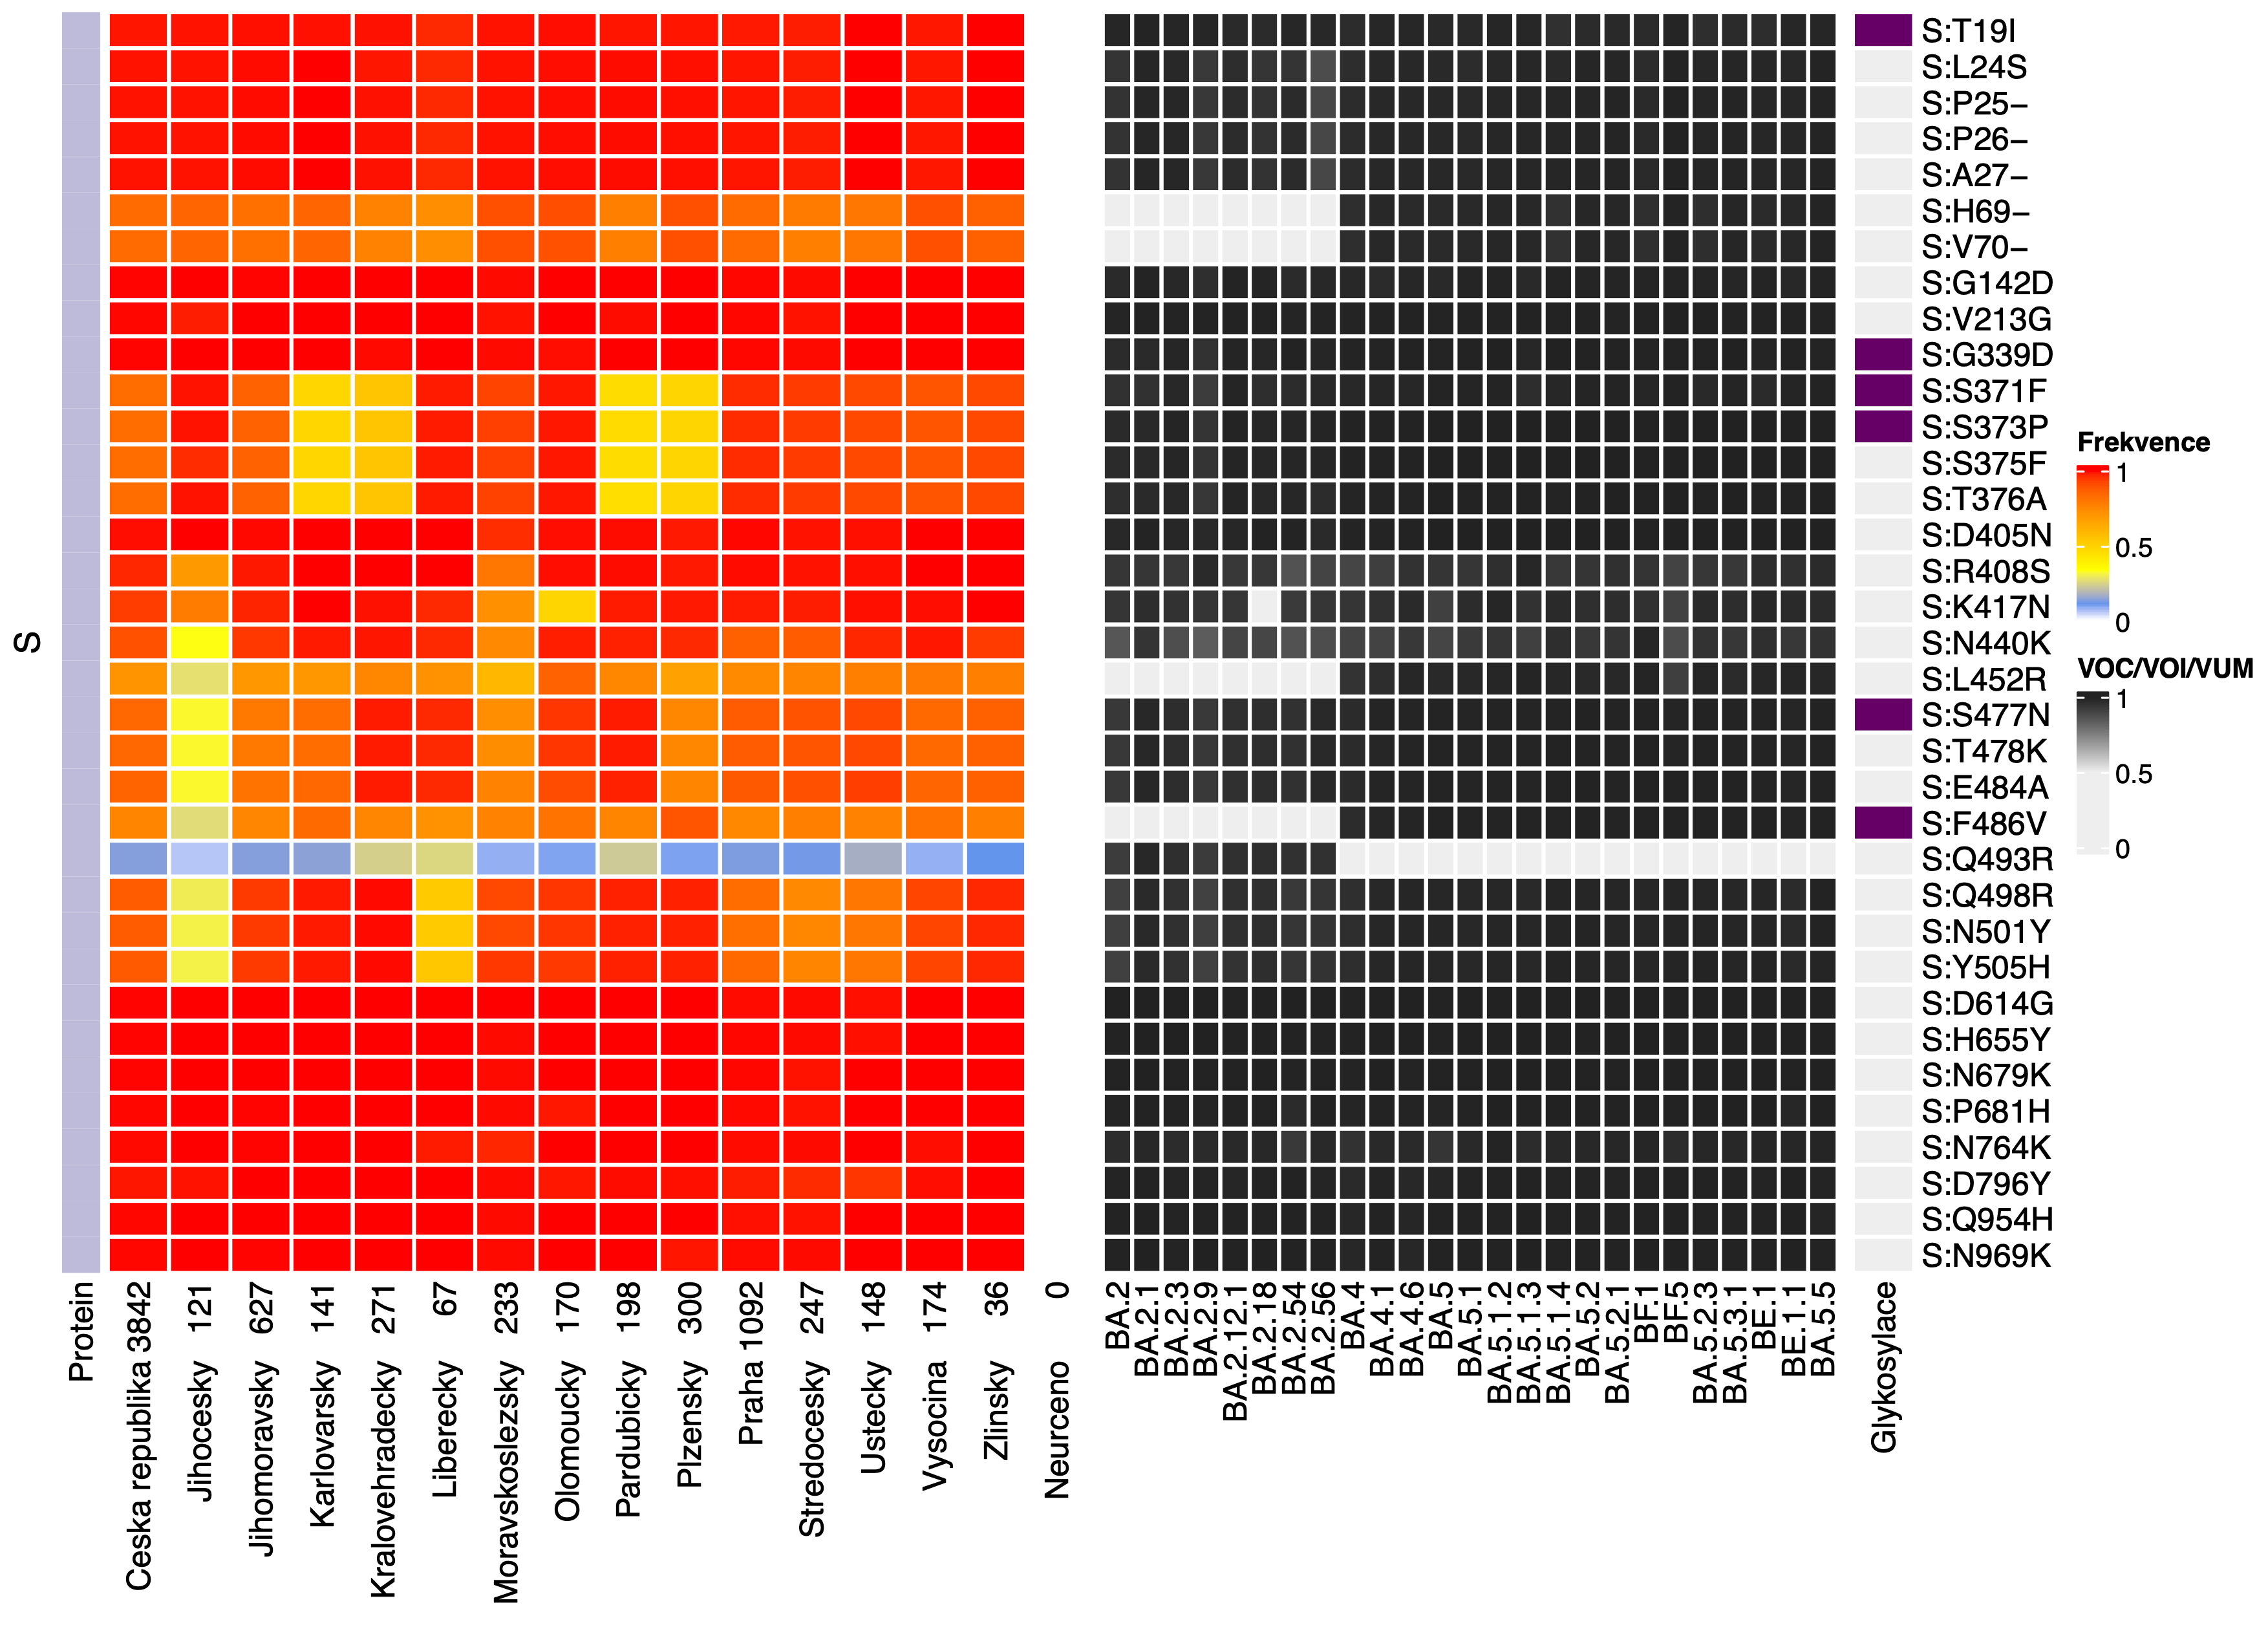 S
S:T19I
S:L24S
S:P25−
S:P26−
S:A27−
S:H69−
S:V70−
S:G142D
S:V213G
S:G339D
S:S371F
S:S373P
S:S375F
S:T376A
S:D405N
S:R408S
S:K417N
S:N440K
S:L452R
S:S477N
S:T478K
S:E484A
S:F486V
S:Q493R
S:Q498R
S:N501Y
S:Y505H
S:D614G
S:H655Y
S:N679K
S:P681H
S:N764K
S:D796Y
S:Q954H
S:N969K
Frekvence
1
0.5
0
VOC/VOI/VUM
1
0.5
0
Protein
Ceska republika 3842
Jihocesky 121
Jihomoravsky 627
Karlovarsky 141
Kralovehradecky 271
Liberecky 67
Moravskoslezsky 233
Olomoucky 170
Pardubicky 198
Plzensky 300
Praha 1092
Stredocesky 247
Ustecky 148
Vysocina 174
Zlinsky 36
Neurceno 0
BA.2
BA.2.1
BA.2.3
BA.2.9
BA.2.12.1
BA.2.18
BA.2.54
BA.2.56
BA.4
BA.4.1
BA.4.6
BA.5
BA.5.1
BA.5.1.2
BA.5.1.3
BA.5.1.4
BA.5.2
BA.5.2.1
BF.1
BF.5
BA.5.2.3
BA.5.3.1
BE.1
BE.1.1
BA.5.5
Glykosylace